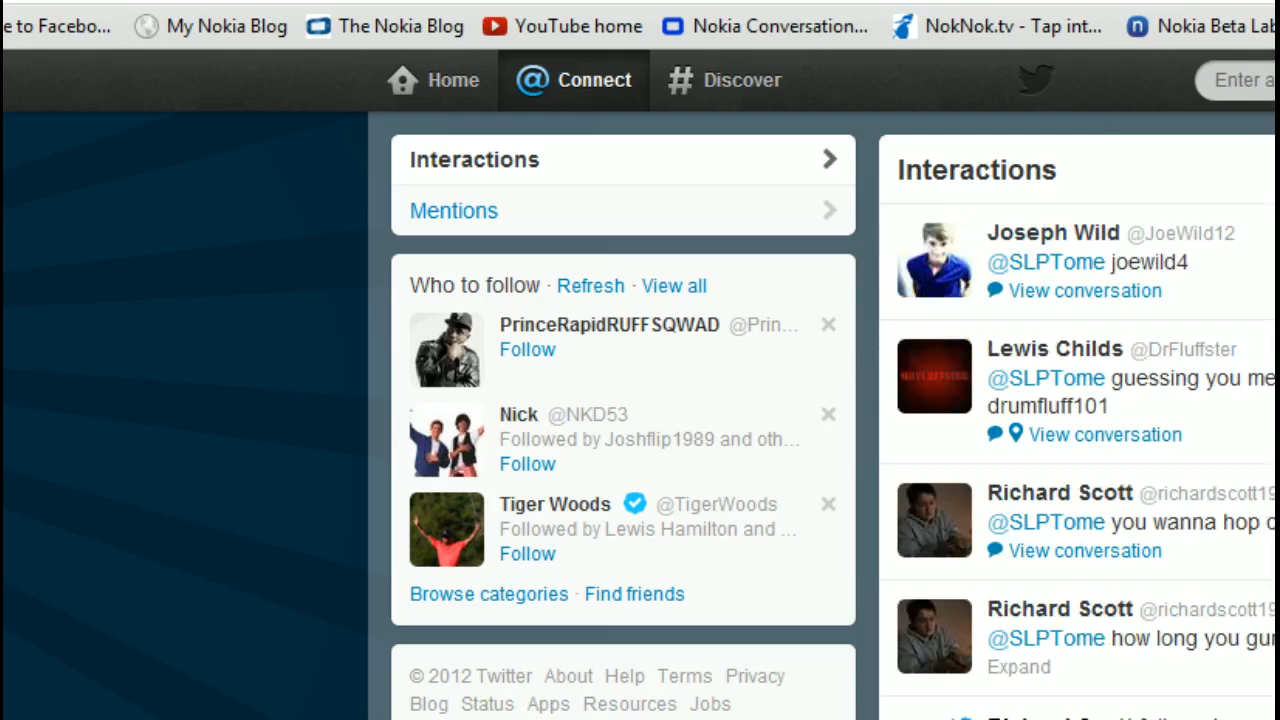 e to Facebo... My Nokia Blog The Nokia Blog YouTube home Nokia Conversation... NokNok.tv - Tap int... Nokia Beta Lab
Home @ Connect # Discover Enter a
Interactions
Mentions
Who to follow · Refresh · View all
PrinceRapidRUFFSQWAD @Prin...
Follow
Nick @NKD53
Followed by Joshflip1989 and oth...
Follow
Tiger Woods @TigerWoods
Followed by Lewis Hamilton and ...
Follow
Browse categories · Find friends
© 2012 Twitter About Help Terms Privacy
Blog Status Apps Resources Jobs
Interactions
Joseph Wild @JoeWild12
@SLPTome joewild4
View conversation
Lewis Childs @DrFluffster
@SLPTome guessing you me
drumfluff101
View conversation
Richard Scott @richardscott19
@SLPTome you wanna hop o
View conversation
Richard Scott @richardscott19
@SLPTome how long you gun
Expand